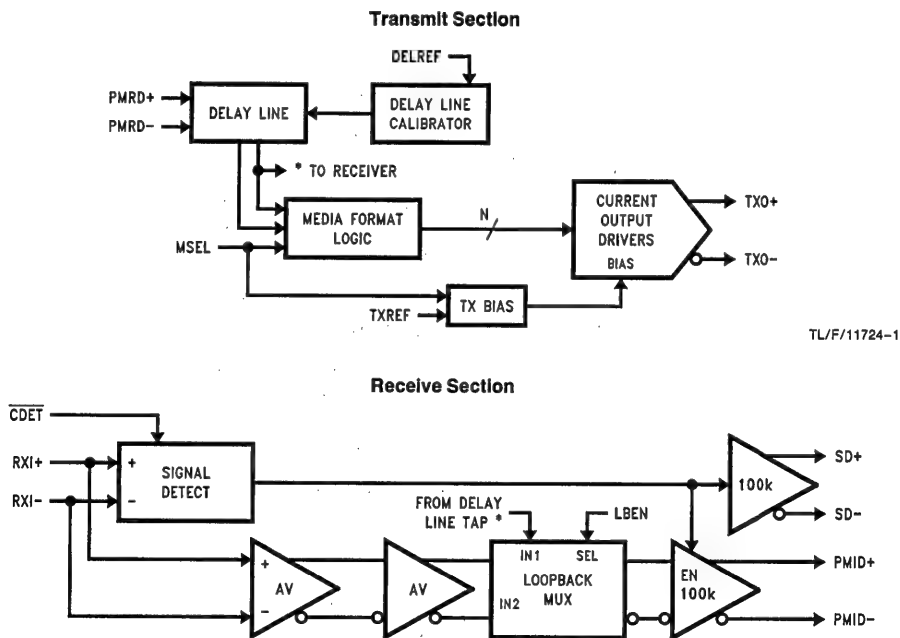 Transmit Section
DELREF
PMRD+
PMRD-
DELAY LINE
DELAY LINE
CALIBRATOR
* TO RECEIVER
MEDIA FORMAT
LOGIC
N
MSEL
CURRENT
OUTPUT
DRIVERS
BIAS
TXO+
TXO-
TX BIAS
TXREF
TL/F/11724-1
Receive Section
CDET
RXI+
RXI-
+
-
SIGNAL
DETECT
100k
SD+
SD-
FROM DELAY
LINE TAP *
LBEN
+
-
AV
AV
IN1 SEL
LOOPBACK
MUX
IN2
EN
100k
PMID+
PMID-